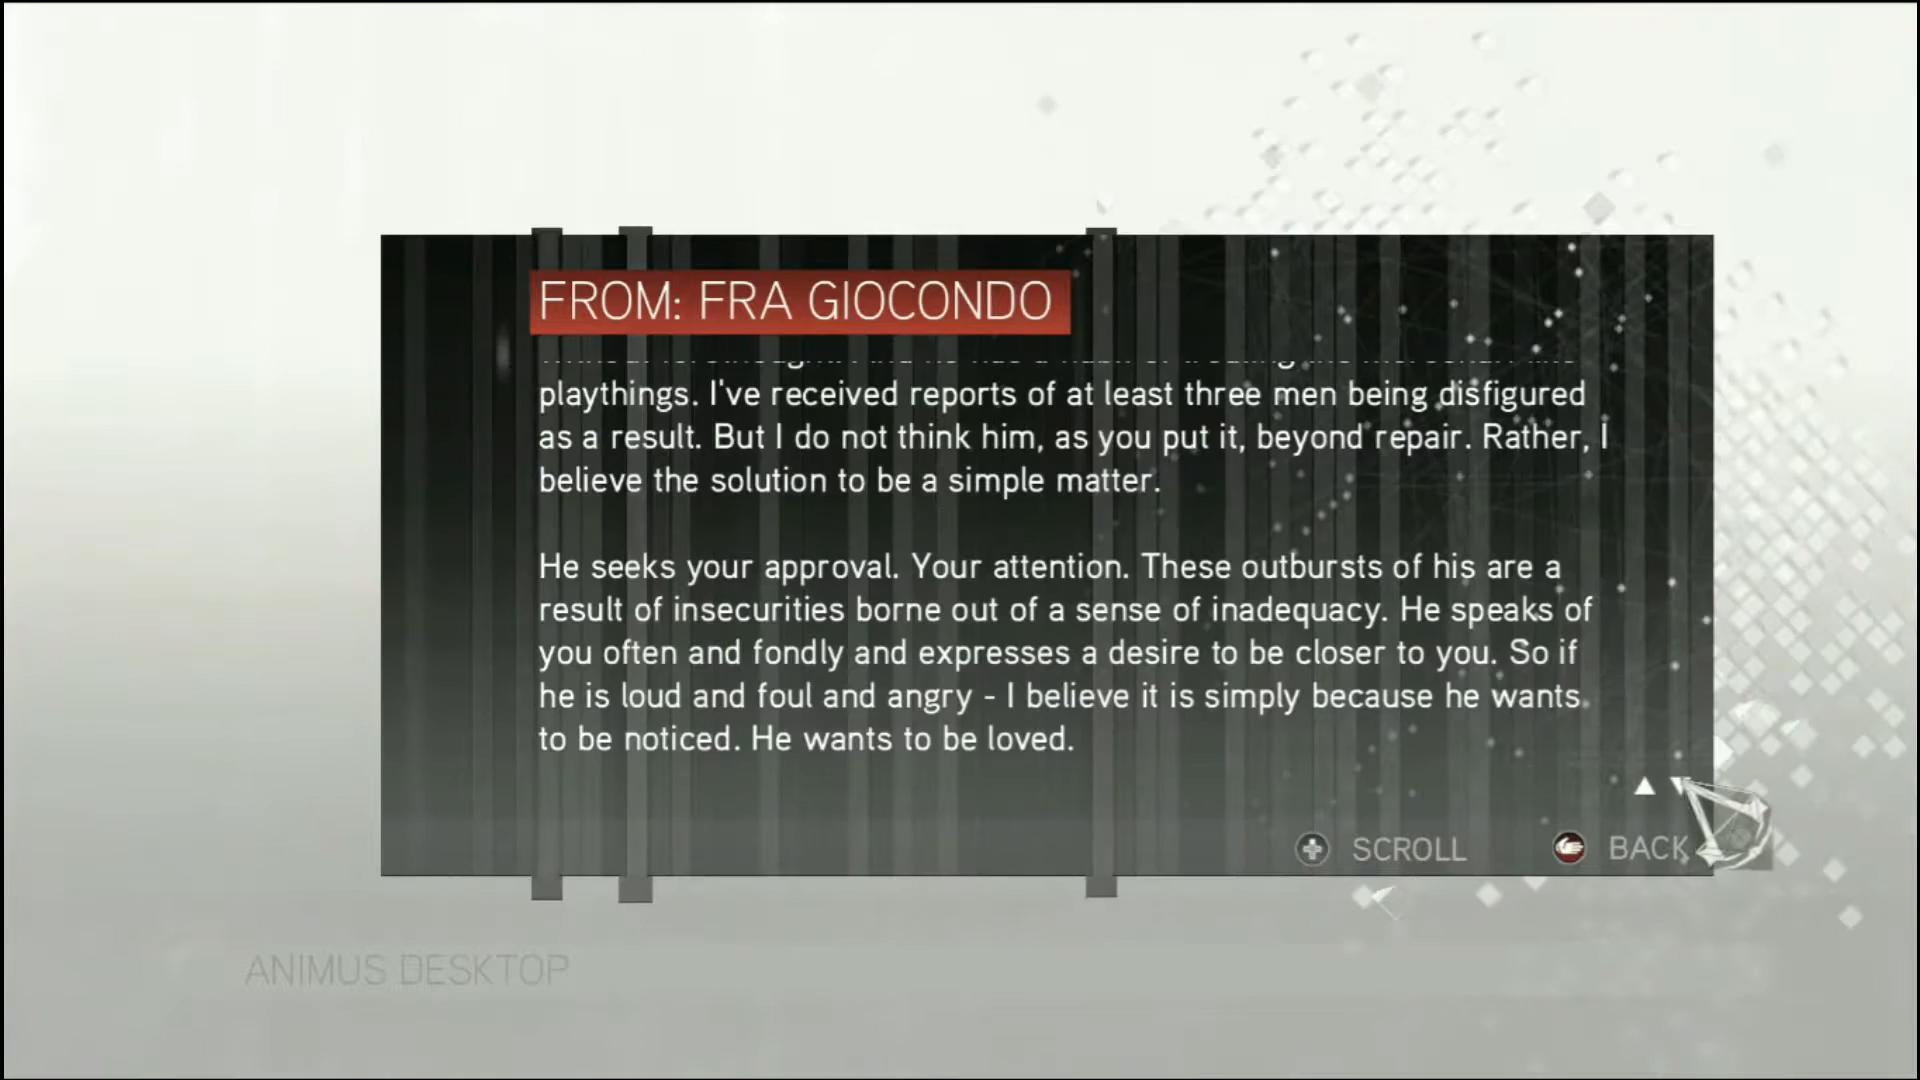 FROM: FRA GIOCONDO
playthings. I've received reports of at least three men being disfigured
as a result. But I do not think him, as you put it, beyond repair. Rather, I
believe the solution to be a simple matter.
He seeks your approval. Your attention. These outbursts of his are a
result of insecurities borne out of a sense of inadequacy. He speaks of
you often and fondly and expresses a desire to be closer to you. So if
he is loud and foul and angry - I believe it is simply because he wants
to be noticed. He wants to be loved.
SCROLL BACK
ANIMUS DESKTOP